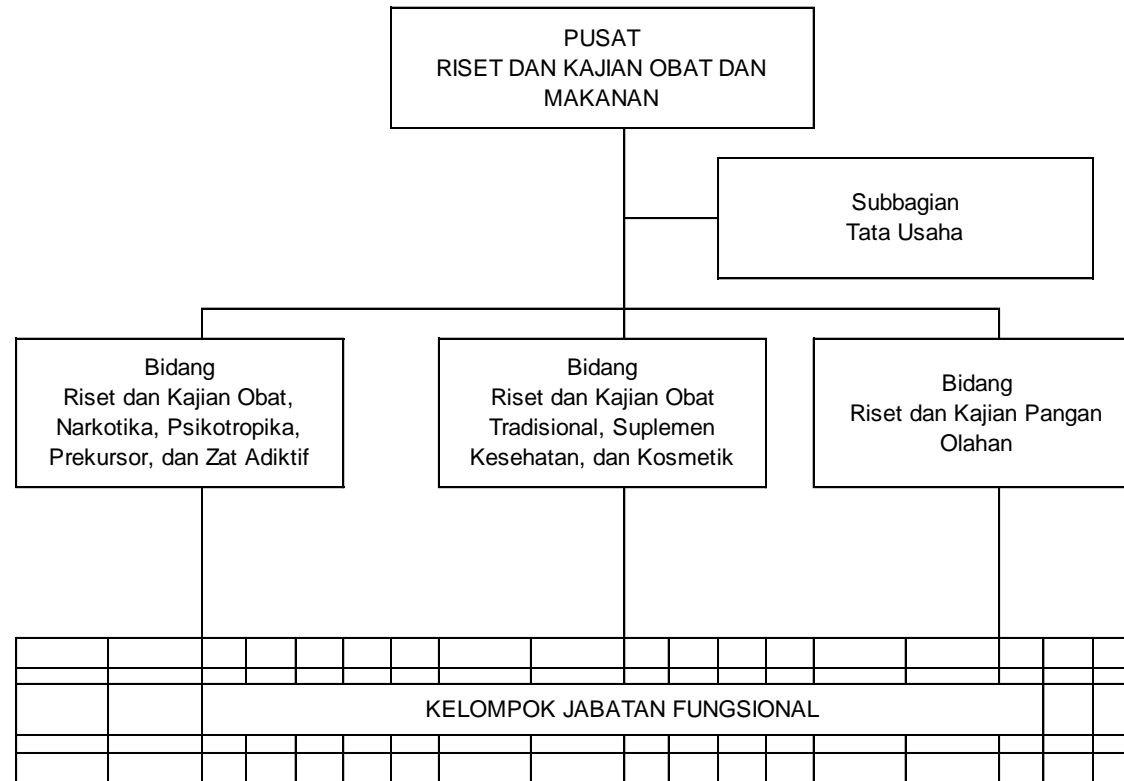 PUSAT
RISET DAN KAJIAN OBAT DAN
MAKANAN
Subbagian
Tata Usaha
Bidang
Riset dan Kajian Obat,
Narkotika, Psikotropika,
Prekursor, dan Zat Adiktif
Bidang
Riset dan Kajian Obat
Tradisional, Suplemen
Kesehatan, dan Kosmetik
Bidang
Riset dan Kajian Pangan
Olahan
KELOMPOK JABATAN FUNGSIONAL